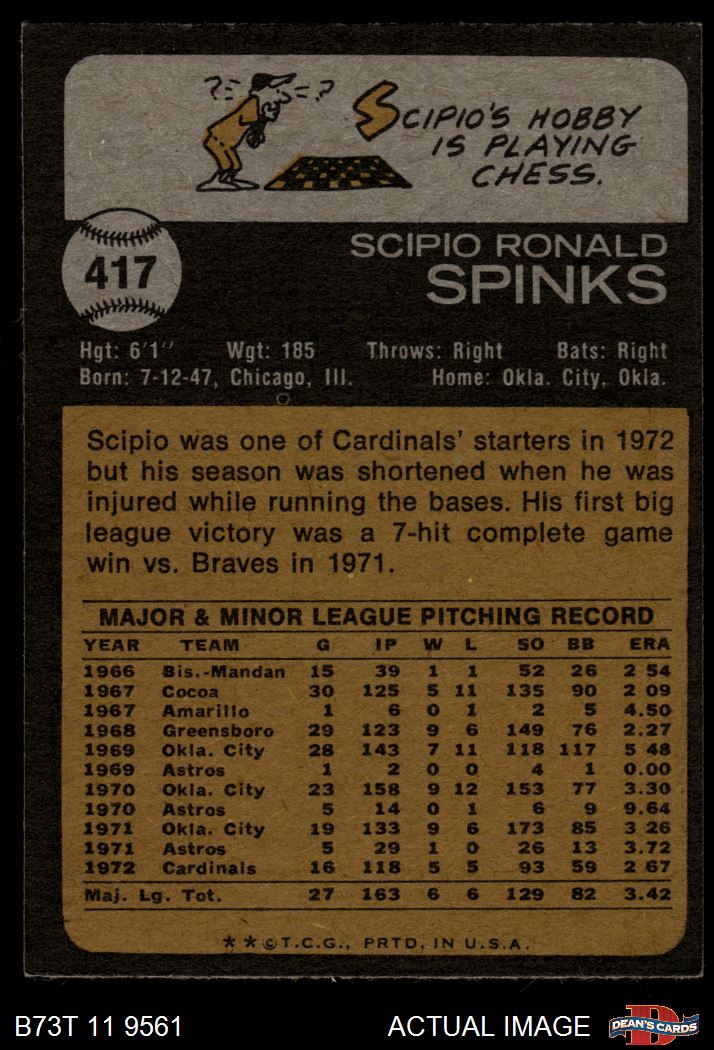 ?= =?
SCIPIO'S HOBBY
IS PLAYING
CHESS.
417
SCIPIO RONALD
SPINKS
Hgt: 6'1" Wgt: 185 Throws: Right Bats: Right
Born: 7-12-47, Chicago, Ill. Home: Okla. City, Okla.
Scipio was one of Cardinals' starters in 1972
but his season was shortened when he was
injured while running the bases. His first big
league victory was a 7-hit complete game
win vs. Braves in 1971.
MAJOR & MINOR LEAGUE PITCHING RECORD
YEAR TEAM G IP W L SO BB ERA
1966 Bis.-Mandan 15 39 1 1 52 26 2 54
1967 Cocoa 30 125 5 11 135 90 2 09
1967 Amarillo 1 6 0 1 2 5 4.50
1968 Greensboro 29 123 9 6 149 76 2.27
1969 Okla. City 28 143 7 11 118 117 5 48
1969 Astros 1 2 0 0 4 1 0.00
1970 Okla. City 23 158 9 12 153 77 3.30
1970 Astros 5 14 0 1 6 9 9.64
1971 Okla. City 19 133 9 6 173 85 3 26
1971 Astros 5 29 1 0 26 13 3.72
1972 Cardinals 16 118 5 5 93 59 2 67
Maj. Lg. Tot. 27 163 6 6 129 82 3.42
★★©T.C.G., PRTD. IN U.S.A.
B73T 11 9561 ACTUAL IMAGE DEAN'S CARDS